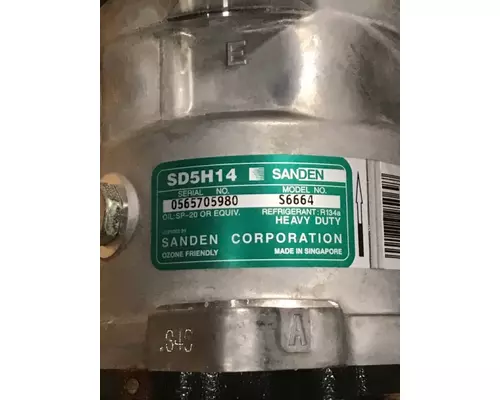 E
SD5H14 SANDEN
SERIAL NO. MODEL NO.
0565705980 S6664
OIL:SP-20 OR EQUIV. REFRIGERANT:R134a
HEAVY DUTY
SANDEN CORPORATION
OZONE FRIENDLY MADE IN SINGAPORE
A